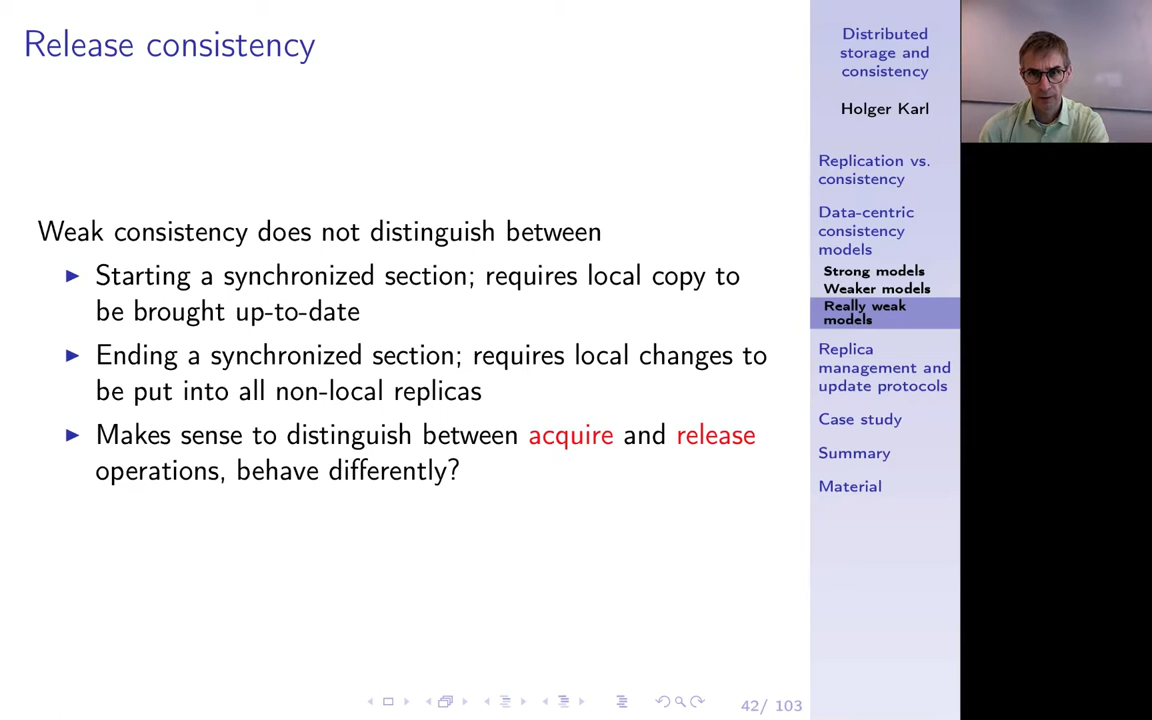 Release consistency
Weak consistency does not distinguish between
Starting a synchronized section; requires local copy to
be brought up-to-date
Ending a synchronized section; requires local changes to
be put into all non-local replicas
Makes sense to distinguish between acquire and release
operations, behave differently?
42/ 103
Distributed
storage and
consistency
Holger Karl
Replication vs.
consistency
Data-centric
consistency
models
Strong models
Weaker models
Really weak
models
Replica
management and
update protocols
Case study
Summary
Material